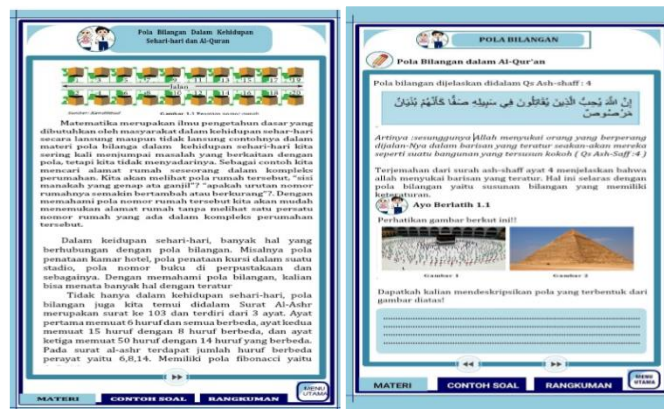 Pola Bilangan Dalam Kehidupan
Sehari-hari dan Al-Quran
Jalan
Matematika merupakan ilmu pengetahuan dasar yang
dibutuhkan oleh masyarakat dalam kehidupan sehar-hari
secara lansung maupun tidak langsung contohnya dalam
materi pola bilanga dalam kehidupan sehari-hari kita
sering kali menjumpai masalah yang berkaitan dengan
pola, tetapi kita tidak menyadarinya. Sebagai contoh kita
mencari alamat rumah seseorang dalam kompleks
perumahan. Kita akan melihat pola rumah tersebut, "sisi
manakah yang genap ata ganjil"? "apakah urutan nomor
rumahnya semakin bertambah atau berkurang"?. Dengan
memahami pola nomor rumah tersebut kita akan mudah
menemukan alamat rumah tanpa melihat satu persatu
nomor rumah yang ada dalam kompleks perumahan
tersebut.
Dalam keidupan sehari-hari, banyak hal yang
berhubungan dengan pola bilangan. Misalnya pola
penataan kamar hotel, pola penataan kursi dalam suatu
stadio, pola nomor buku di perpustakaan dan
sebagainya. Dengan memahami pola bilangan, kalian
bisa menata banyak hal dengan teratur
Tidak hanya dalam kehidupan sehari-hari, pola
bilangan juga kita temui didalam Surat Al-Ashr
merupakan surat ke 103 dan terdiri dari 3 ayat. Ayat
pertama memuat 6 huruf dan semua berbeda, ayat kedua
memuat 15 huruf dengan 8 huruf berbeda, dan ayat
ketiga memuat 50 huruf dengan 14 huruf yang berbeda.
Pada surat al-ashr terdapat jumlah huruf berbeda
perayat yaitu 6,8,14. Memiliki pola fibonacci yaitu
MATERI CONTOH SOAL RANGKUMAN MENU UTAMA
POLA BILANGAN
Pola Bilangan dalam Al-Qur'an
Pola bilangan dijelaskan didalam Qs Ash-shaff : 4
إِنَّ اللَّهَ يُحِبُّ الَّذِينَ يُقَاتِلُونَ فِي سَبِيلِهِ صَفًّا كَأَنَّهُمْ بُنْيَانٌ
مَرْصُوصٌ
Artinya :sesungguhnya Allah menyukai orang yang berperang
dijalan-Nya dalam barisan yang teratur seakan-akan mereka
seperti suatu bangunan yang tersusun kokoh ( Qs Ash-Saff :4 )
Terjemahan dari surah ash-shaff ayat 4 menjelaskan bahwa
allah menyukai barisan yang teratur. Hal ini selaras dengan
pola bilangan yaitu susunan bilangan yang memiliki
keteraturan.
Ayo Berlatih 1.1
Perhatikan gambar berkut ini!!
Gambar 1 Gambar 2
Dapatkah kalian mendeskripsikan pola yang terbentuk dari
gambar diatas!
MATERI CONTOH SOAL RANGKUMAN MENU UTAMA